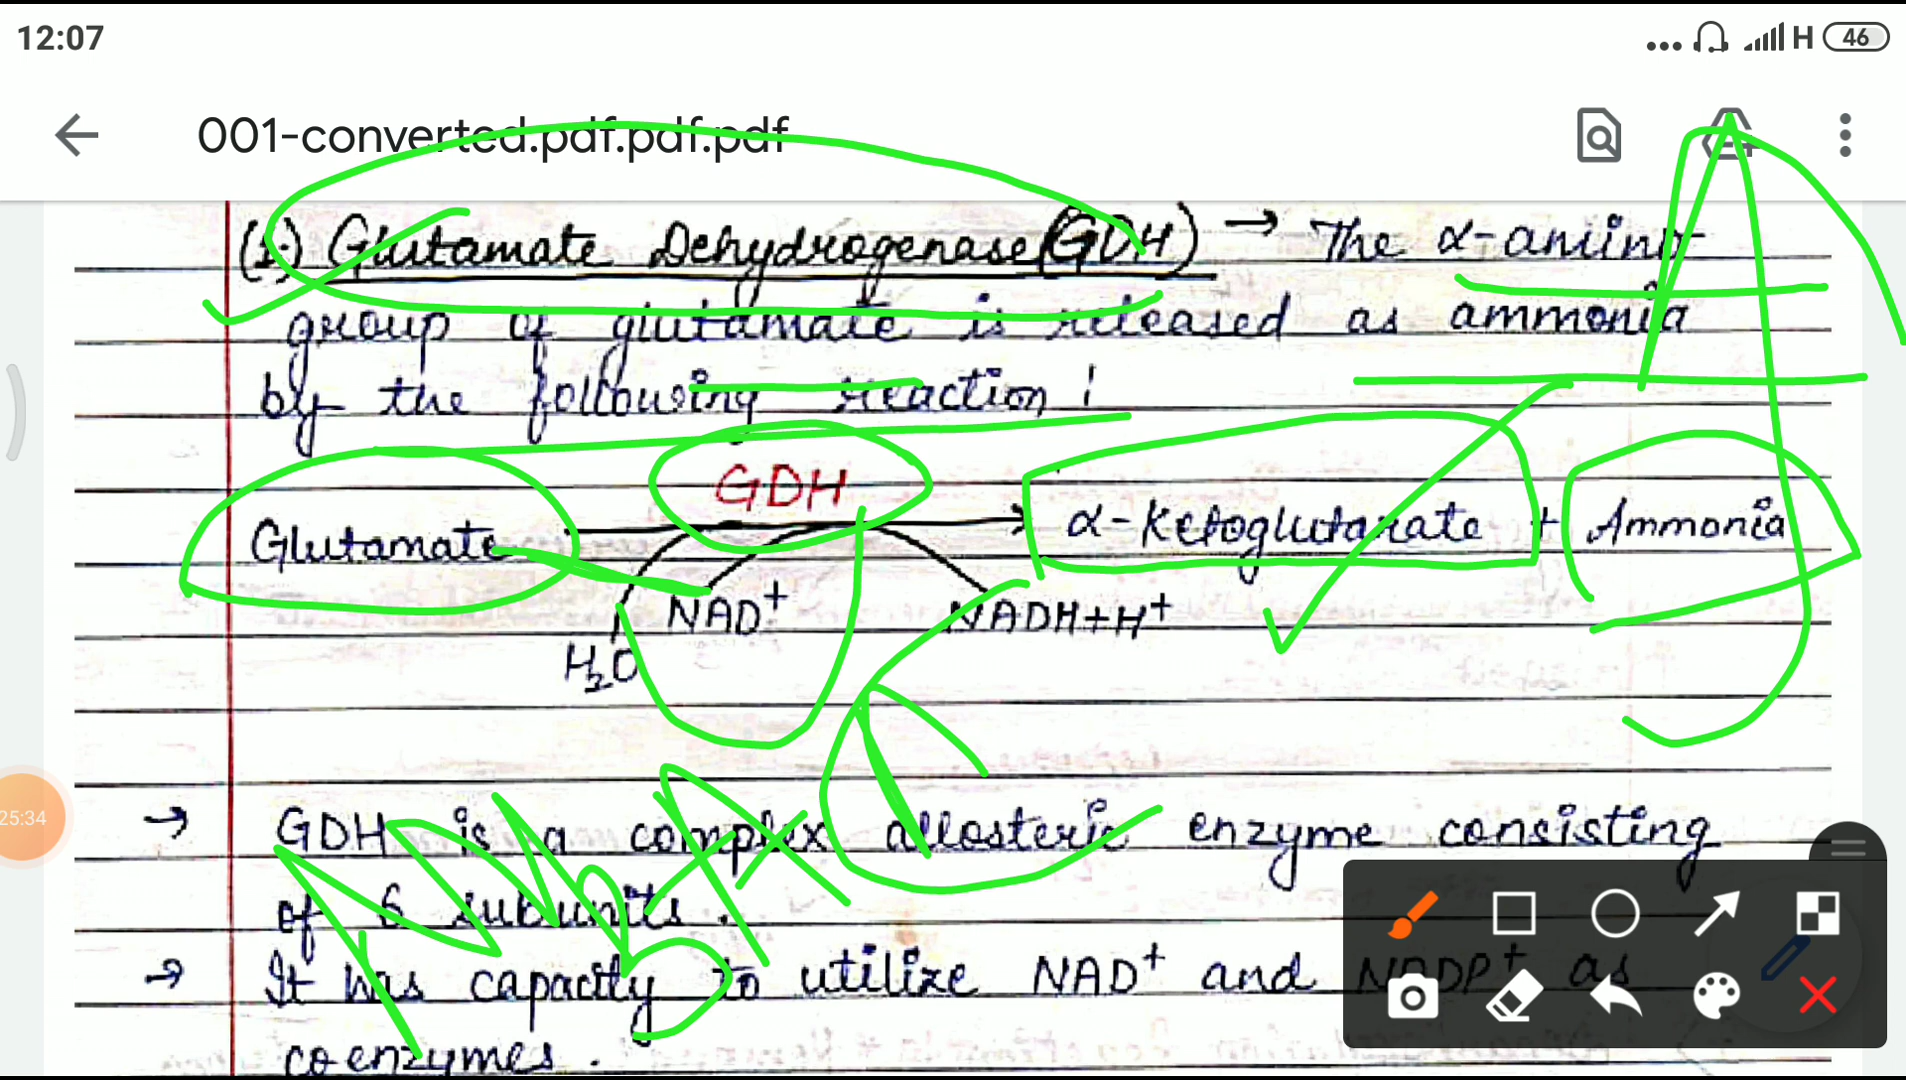 12:07
H 46
001-converted.pdf.pdf.pdf
(1.) Glutamate Dehydrogenase (GDH) → The α-amino
group of glutamate is released as ammonia
by the following reaction :
GDH
Glutamate → α-Ketoglutarate + Ammonia
NAD+ NADH+H+
H2O
25:34
→ GDH is a complex allosteric enzyme consisting
of 6 subunits.
→ It has capacity to utilize NAD+ and NADP+ as
coenzymes.